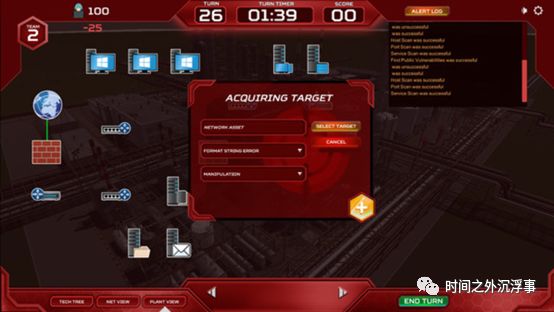 TEAM
2
100
-25
TURN
26
TURN TIMER
01:39
SCORE
00
ALERT LOG
was unsuccessful
was successful
Host Scan was successful
Port Scan was successful
Service Scan was successful
Find Public Vulnerabilities was successful
was unsuccessful
was successful
Host Scan was successful
Port Scan was successful
Service Scan was successful
ACQUIRING TARGET
NETWORK ASSET
SELECT TARGET
CANCEL
FORMAT STRING ERROR
MANIPULATION
TECH TREE
NET VIEW
PLANT VIEW
END TURN
时间之外沉浮事